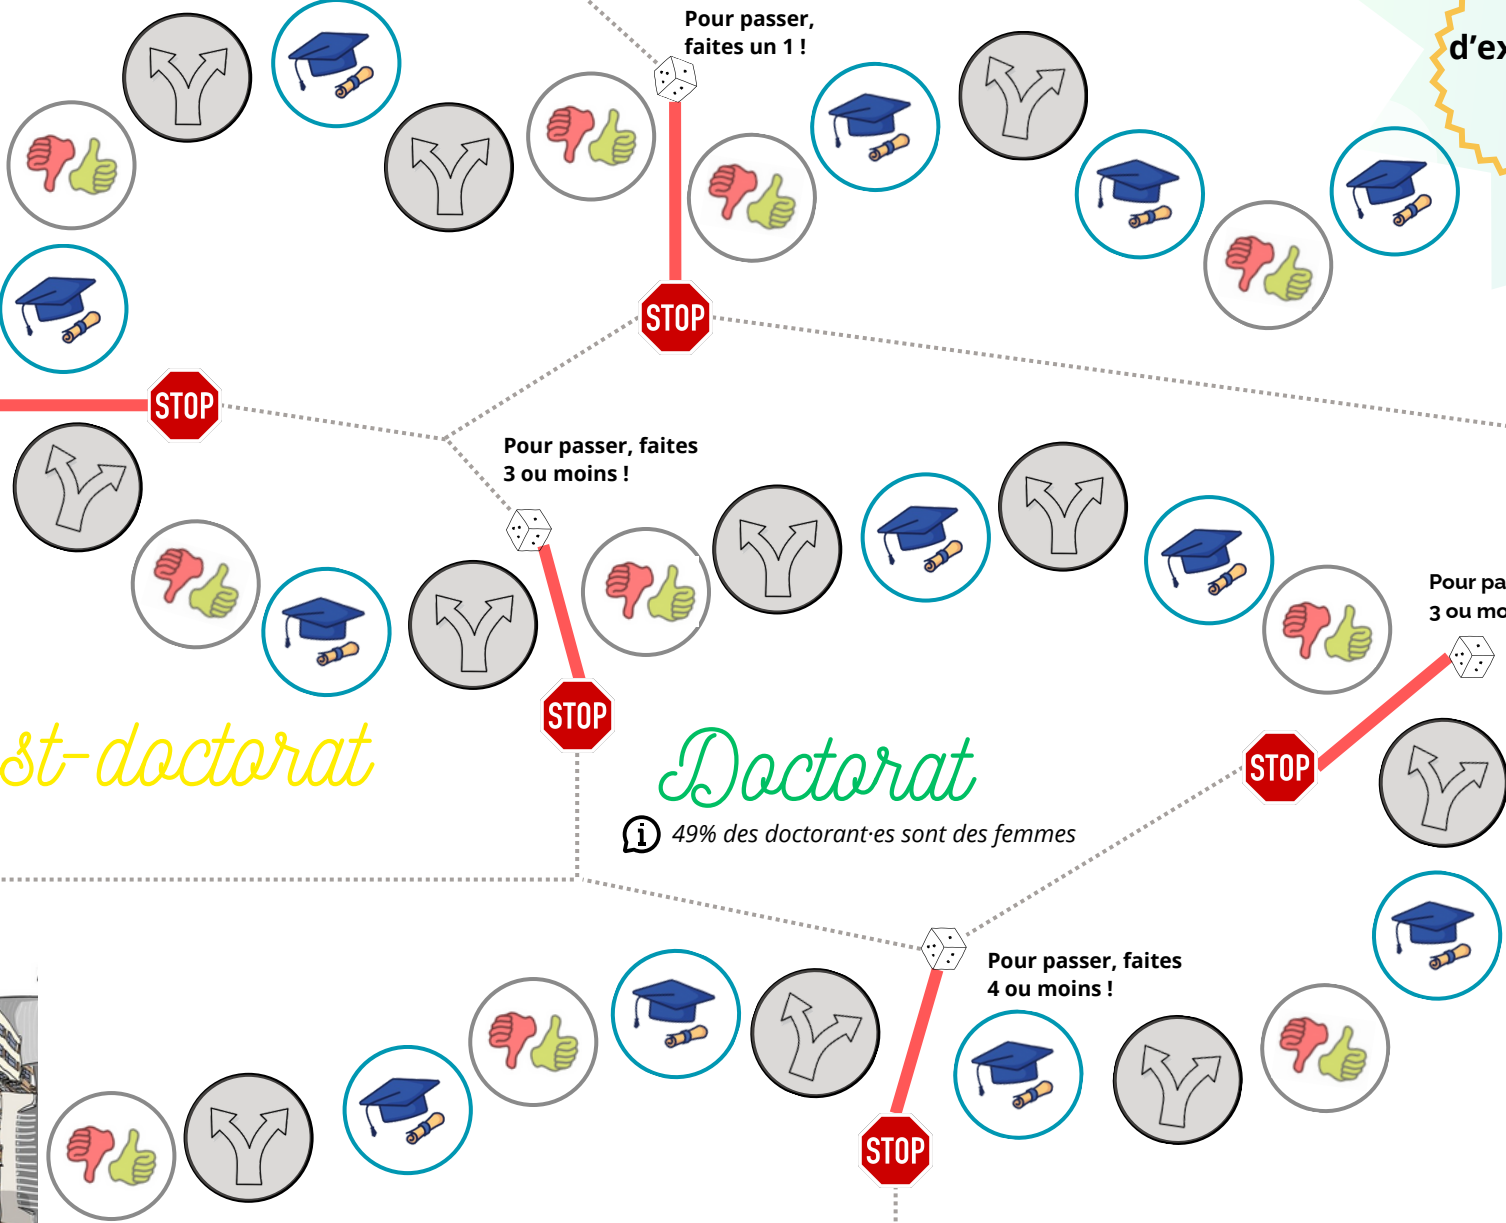 Pour passer,
faites un 1 !
d'ex
STOP
STOP
Pour passer, faites
3 ou moins !
Pour pa
3 ou mo
STOP
STOP
st-doctorat
Doctorat
49% des doctorant·es sont des femmes
Pour passer, faites
4 ou moins !
STOP